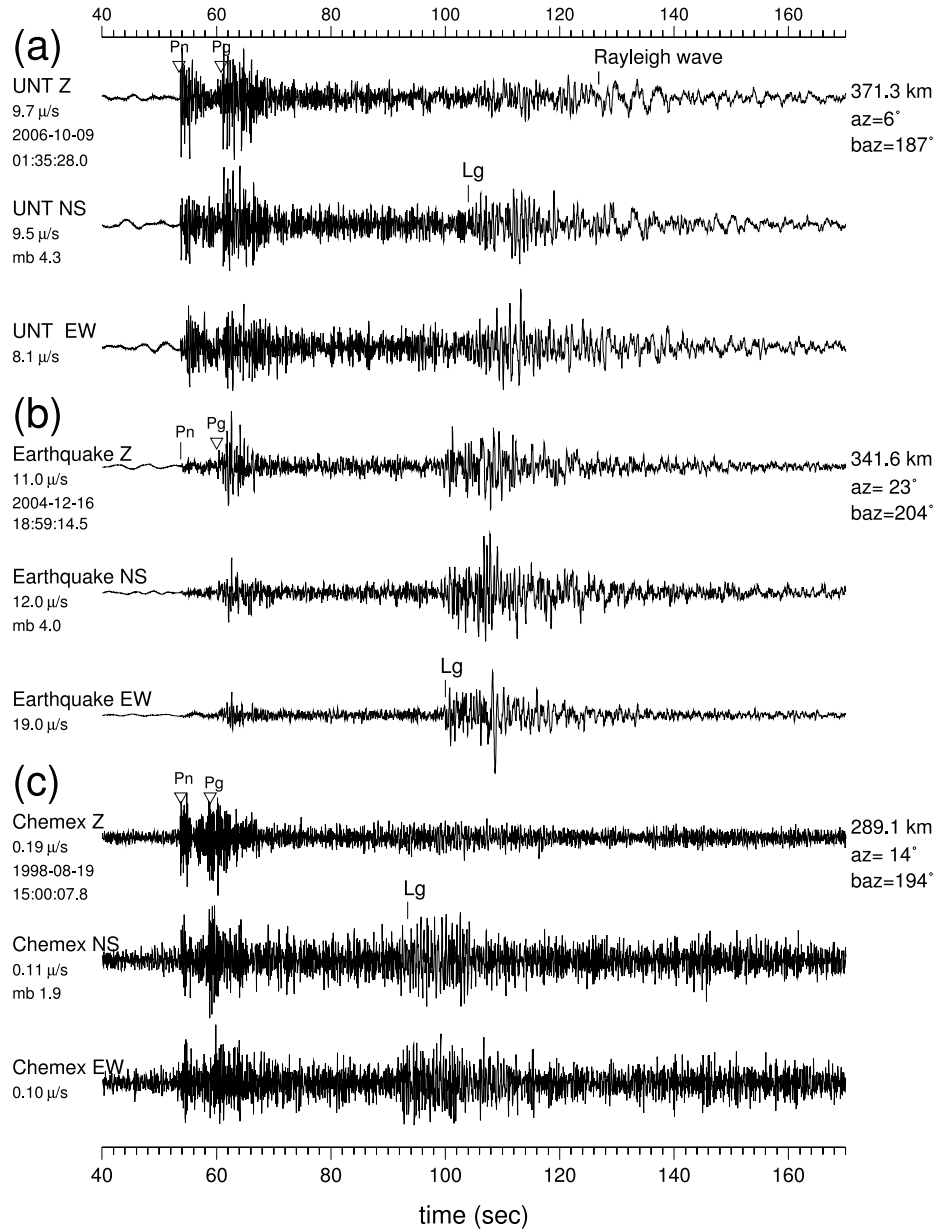 40 60 80 100 120 140 160
(a)
Pn Pg
Rayleigh wave
UNT Z
9.7 μ/s
2006-10-09
01:35:28.0
371.3 km
az=6°
baz=187°
Lg
UNT NS
9.5 μ/s
mb 4.3
UNT EW
8.1 μ/s
(b)
Pn Pg
Earthquake Z
11.0 μ/s
2004-12-16
18:59:14.5
341.6 km
az= 23°
baz=204°
Earthquake NS
12.0 μ/s
mb 4.0
Lg
Earthquake EW
19.0 μ/s
(c)
Pn Pg
Chemex Z
0.19 μ/s
1998-08-19
15:00:07.8
289.1 km
az= 14°
baz=194°
Lg
Chemex NS
0.11 μ/s
mb 1.9
Chemex EW
0.10 μ/s
40 60 80 100 120 140 160
time (sec)